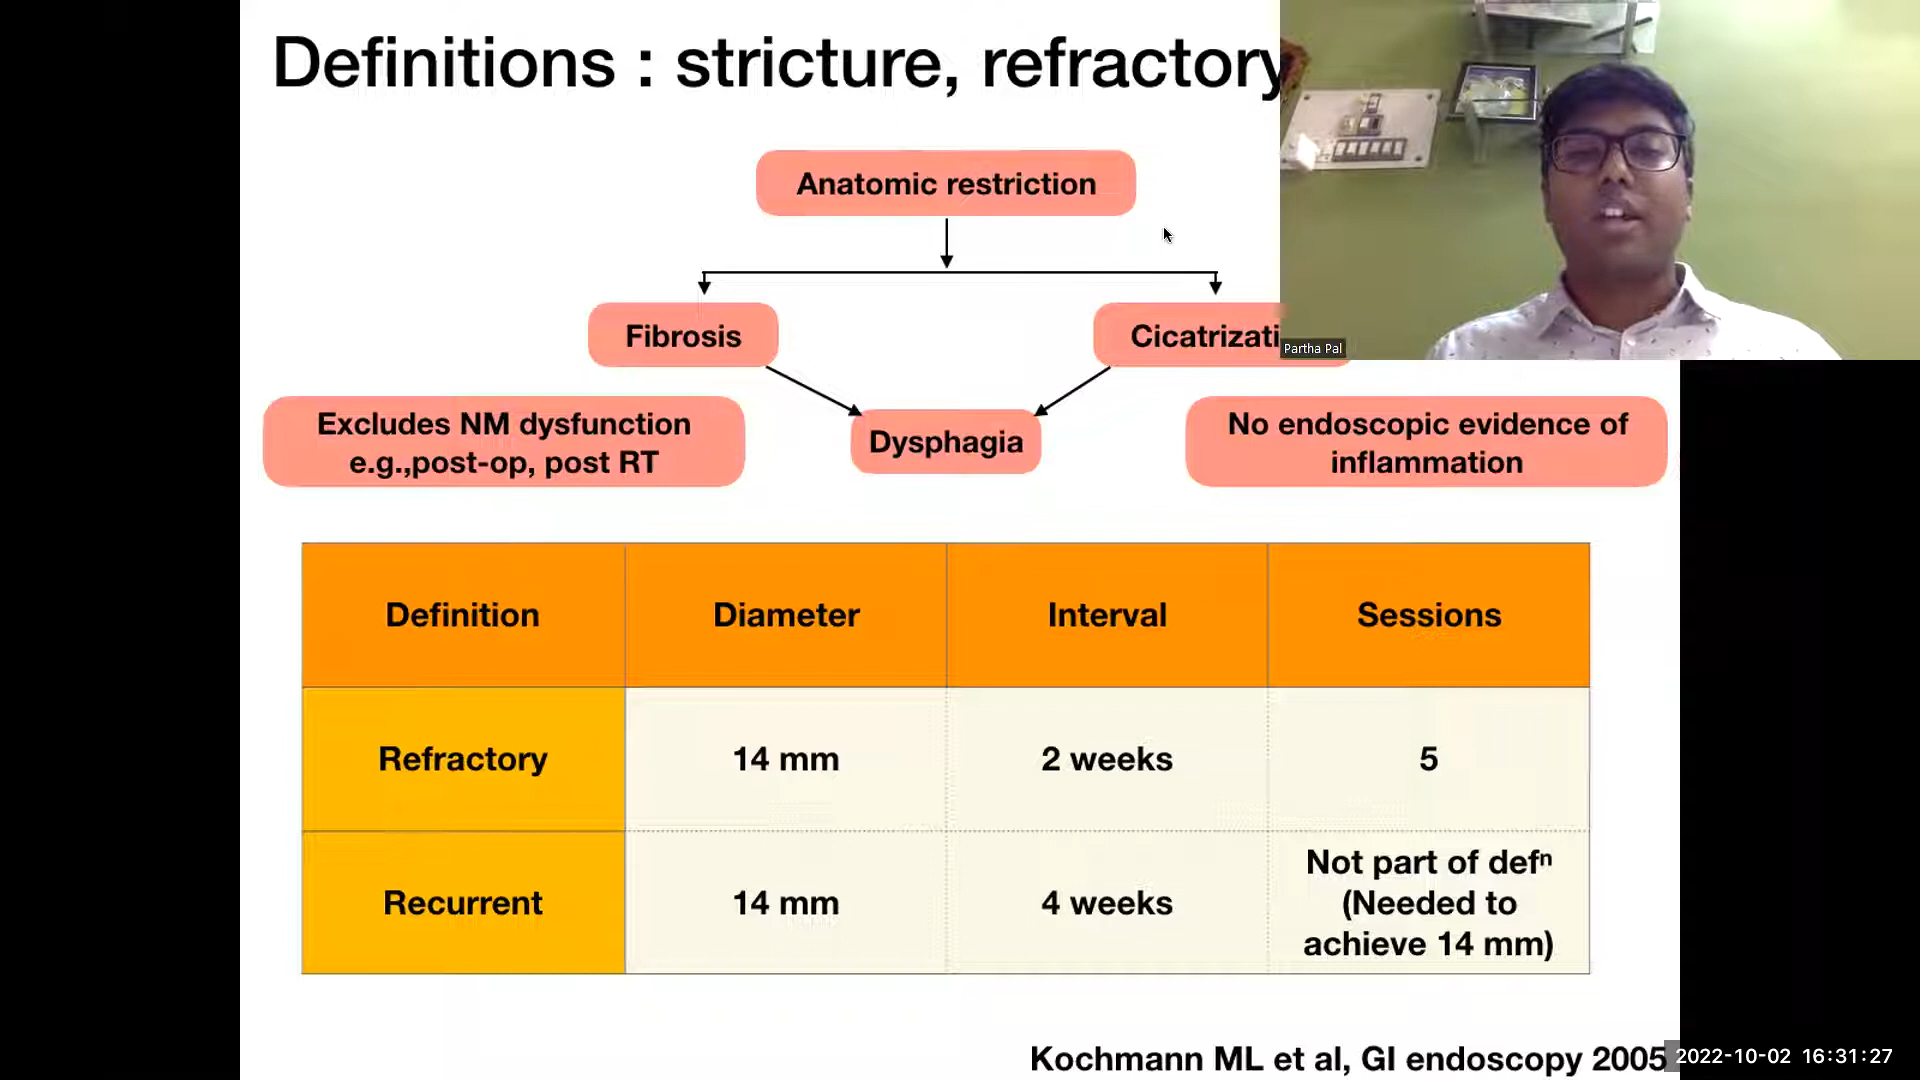 Definitions : stricture, refractory
Anatomic restriction
Fibrosis
Cicatrizati
Partha Pal
Excludes NM dysfunction
e.g.,post-op, post RT
Dysphagia
No endoscopic evidence of
inflammation
Definition Diameter Interval Sessions
Refractory 14 mm 2 weeks 5
Recurrent 14 mm 4 weeks Not part of defⁿ
(Needed to
achieve 14 mm)
Kochmann ML et al, GI endoscopy 2005
2022-10-02 16:31:27